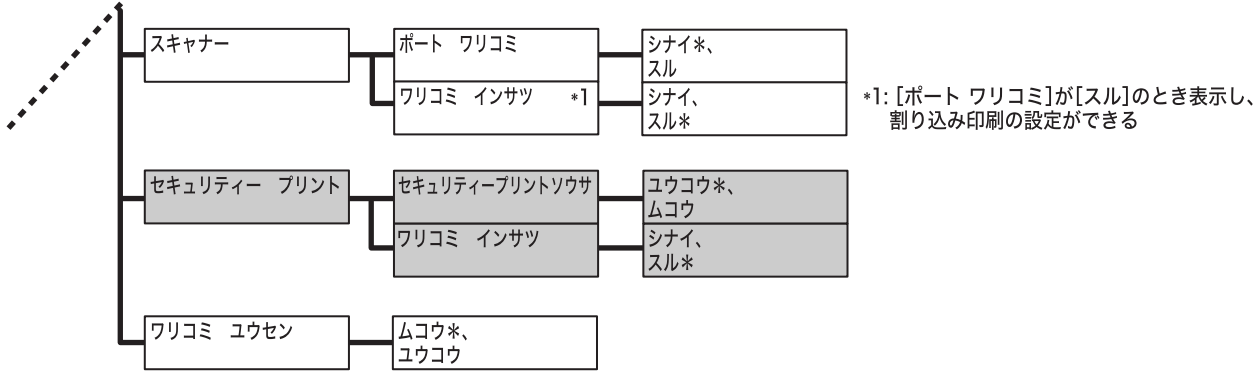 スキャナー
ポート ワリコミ
シナイ*、
スル
ワリコミ インサツ *1
シナイ、
スル*
*1: [ポート ワリコミ]が[スル]のとき表示し、
割り込み印刷の設定ができる
セキュリティー プリント
セキュリティープリントソウサ
ユウコウ*、
ムコウ
ワリコミ インサツ
シナイ、
スル*
ワリコミ ユウセン
ムコウ*、
ユウコウ